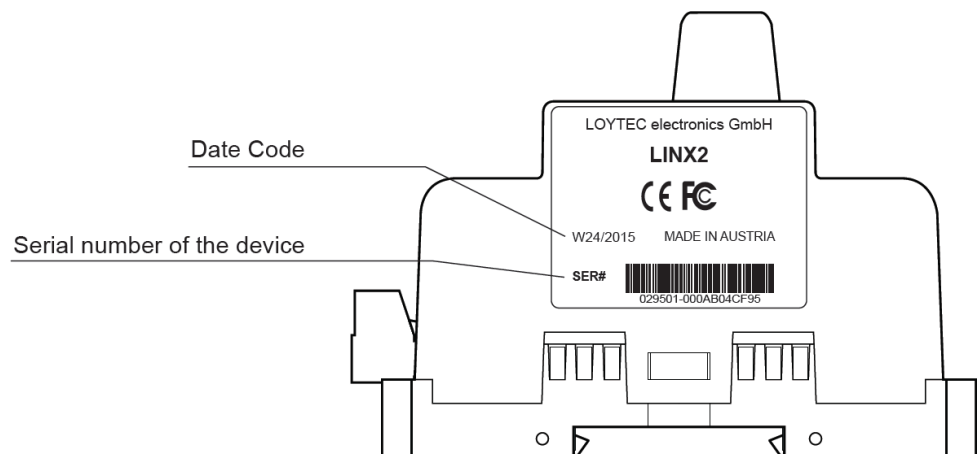 LOYTEC electronics GmbH
LINX2
CE FC
Date Code
W24/2015 MADE IN AUSTRIA
Serial number of the device
SER#
029501-000AB04CF95